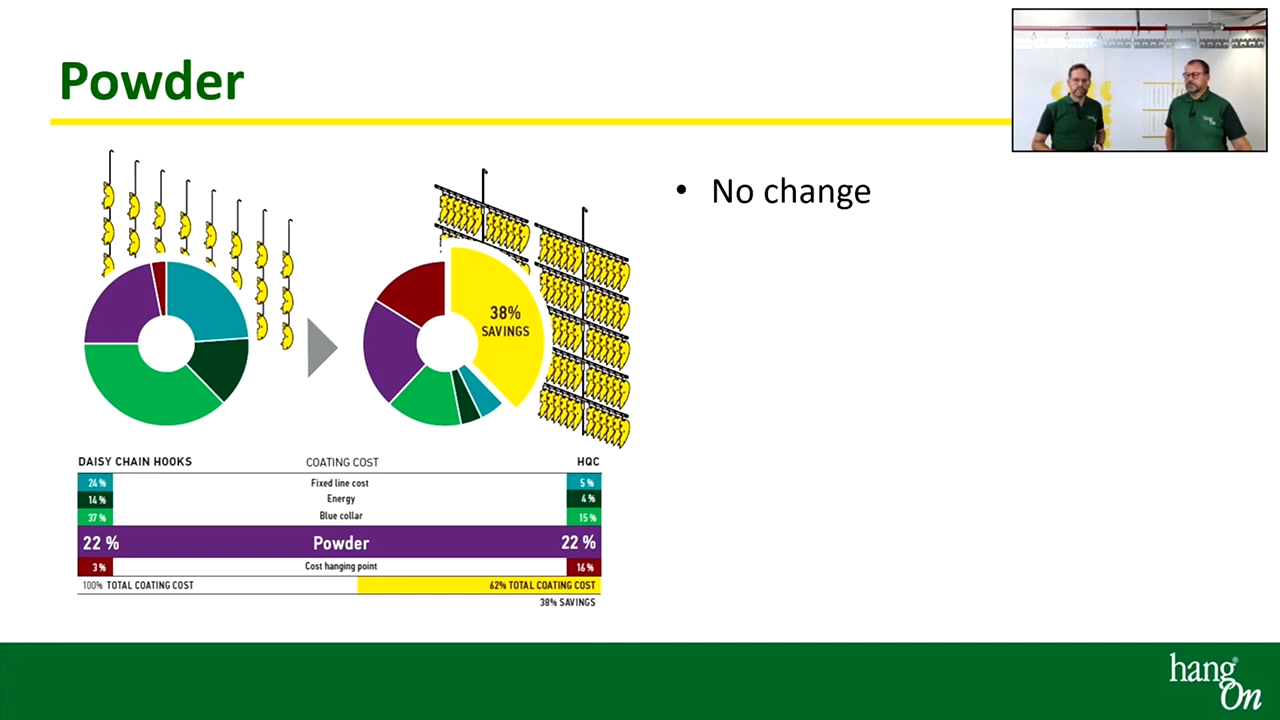 Powder
• No change
38%
SAVINGS
DAISY CHAIN HOOKS COATING COST HQC
24 % Fixed line cost 5 %
14 % Energy 4 %
37 % Blue collar 15 %
22 % Powder 22 %
3 % Cost hanging point 16 %
100% TOTAL COATING COST 62% TOTAL COATING COST
38% SAVINGS
hang
On